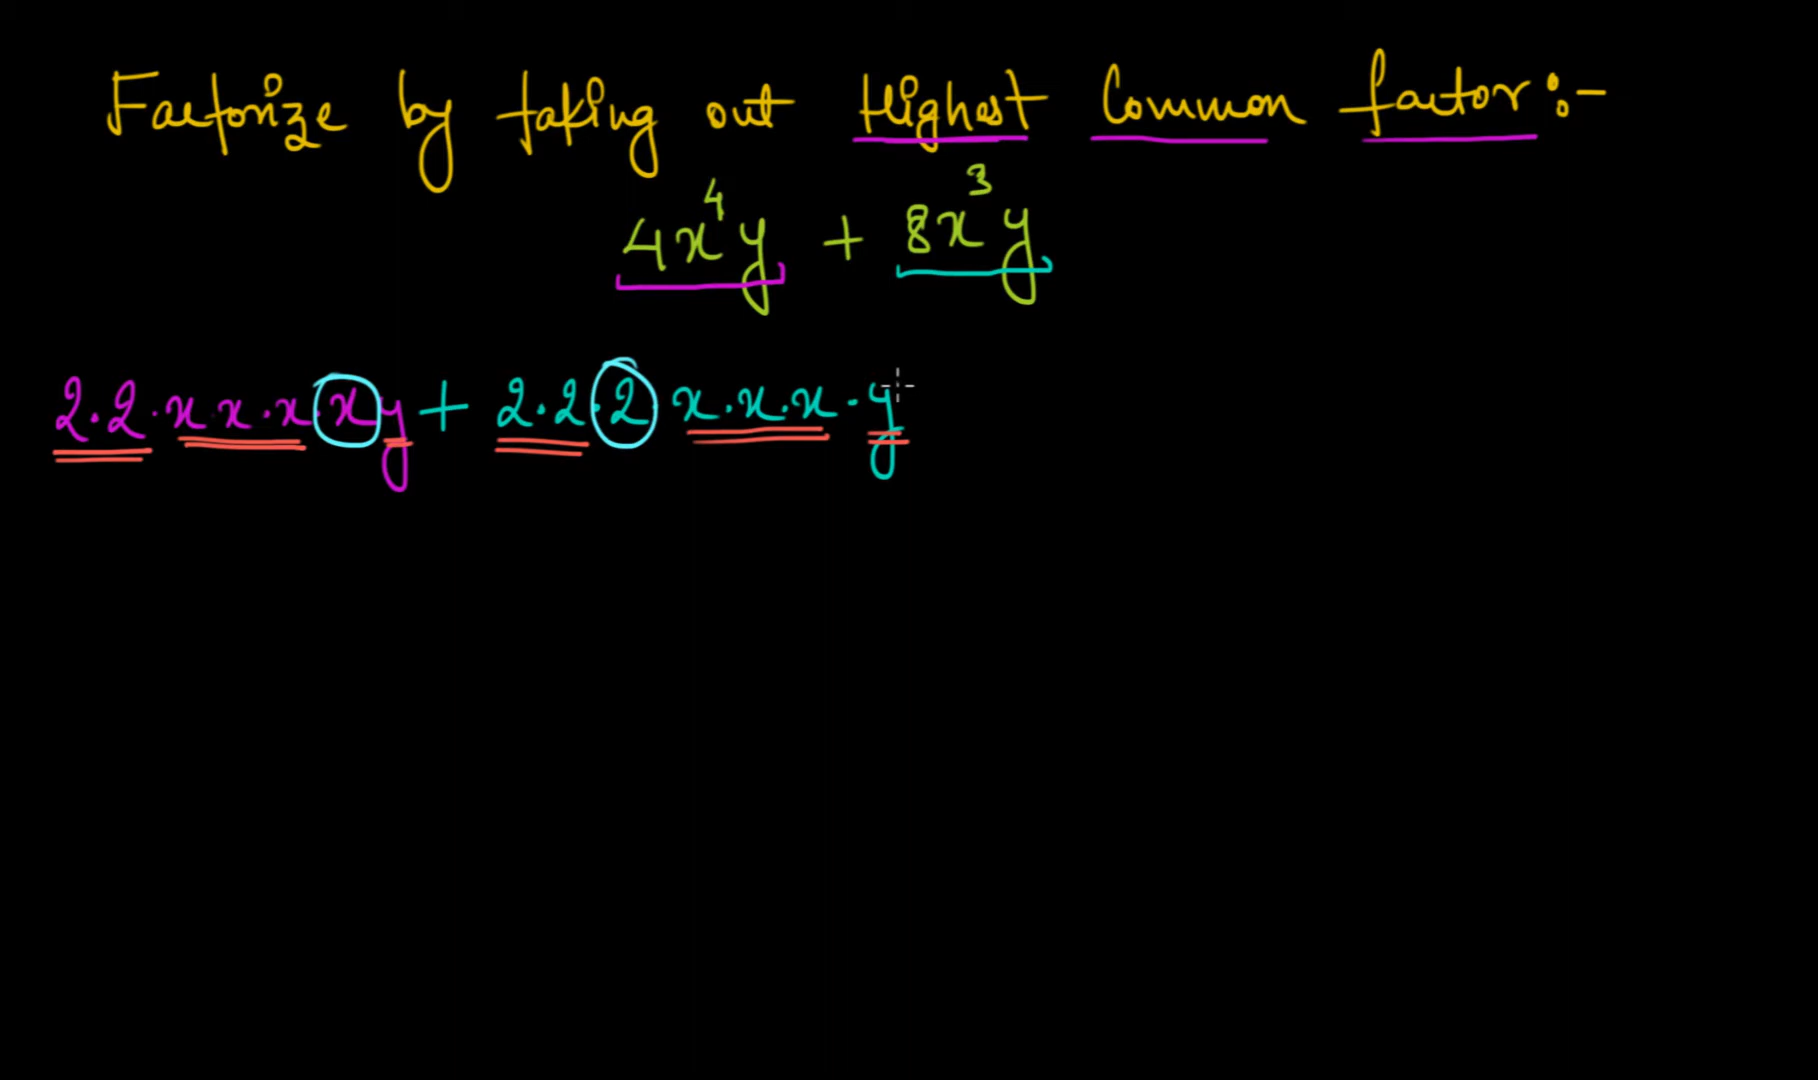 Factorize by taking out Highest Common factor:-
4x⁴y + 8x³y
2.2.x x.x.x y + 2.2.2 x.x.x.y